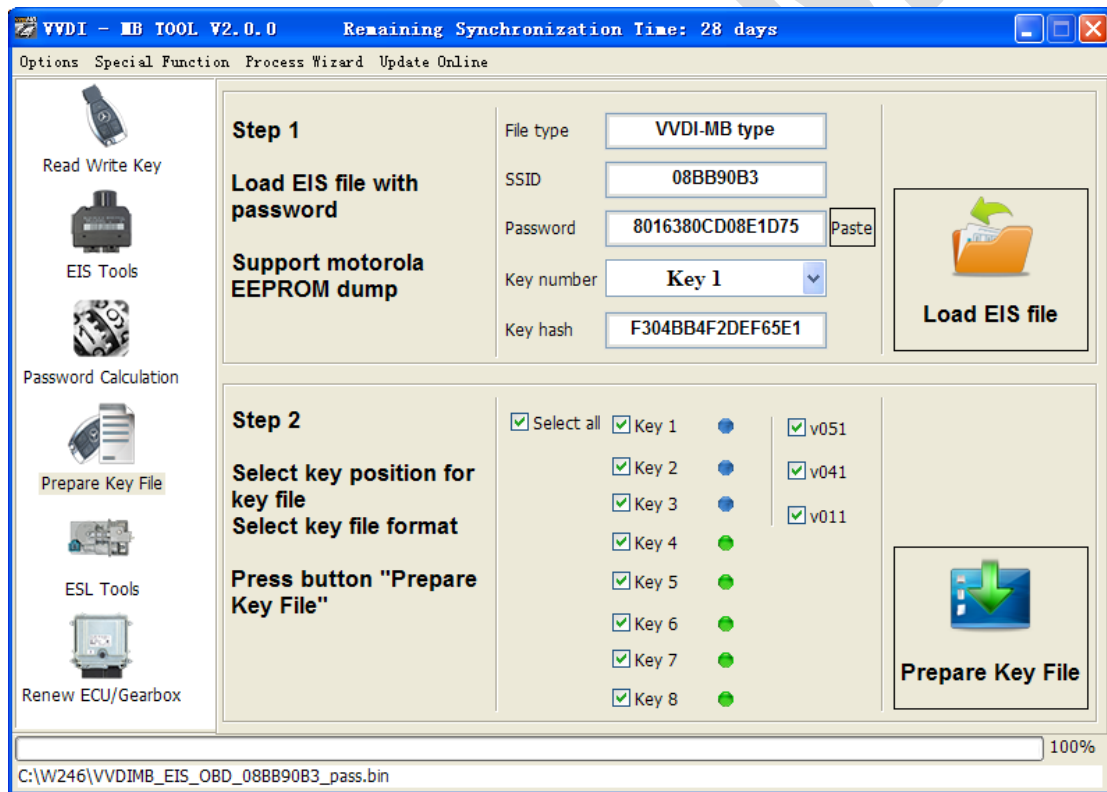 VVDI - MB TOOL V2.0.0 Remaining Synchronization Time: 28 days
Options Special Function Process Wizard Update Online
Read Write Key
EIS Tools
Password Calculation
Prepare Key File
ESL Tools
Renew ECU/Gearbox
Step 1
Load EIS file with
password
Support motorola
EEPROM dump
File type VVDI-MB type
SSID 08BB90B3
Password 8016380CD08E1D75 Paste
Key number Key 1
Key hash F304BB4F2DEF65E1
Load EIS file
Step 2
Select key position for
key file
Select key file format
Press button "Prepare
Key File"
Select all Key 1 v051
Key 2 v041
Key 3 v011
Key 4
Key 5
Key 6
Key 7
Key 8
Prepare Key File
100%
C:\W246\VVDIMB_EIS_OBD_08BB90B3_pass.bin